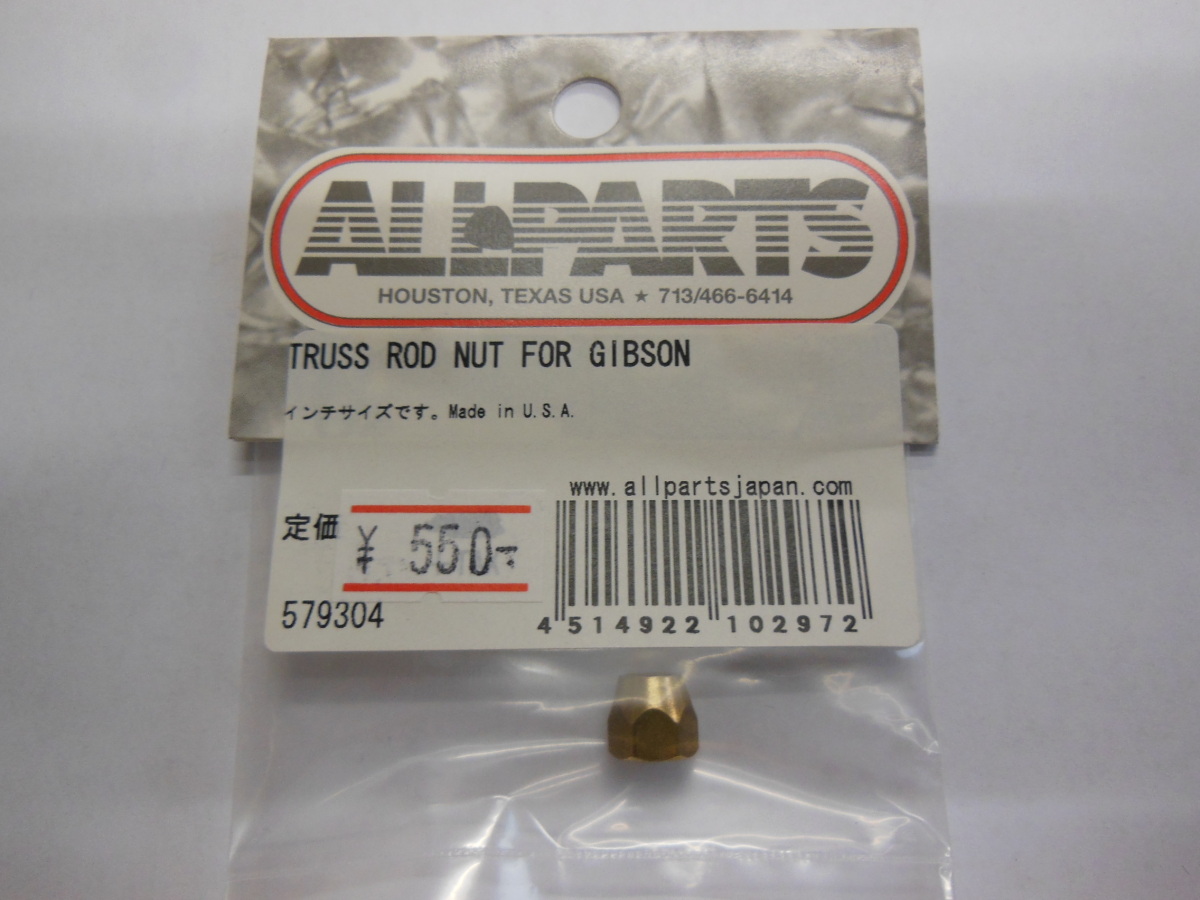 ALLPARTS
HOUSTON, TEXAS USA ★ 713/466-6414
TRUSS ROD NUT FOR GIBSON
インチサイズです。Made in U.S.A.
www.allpartsjapan.com
定価
¥ 550-
579304
4 514922 102972